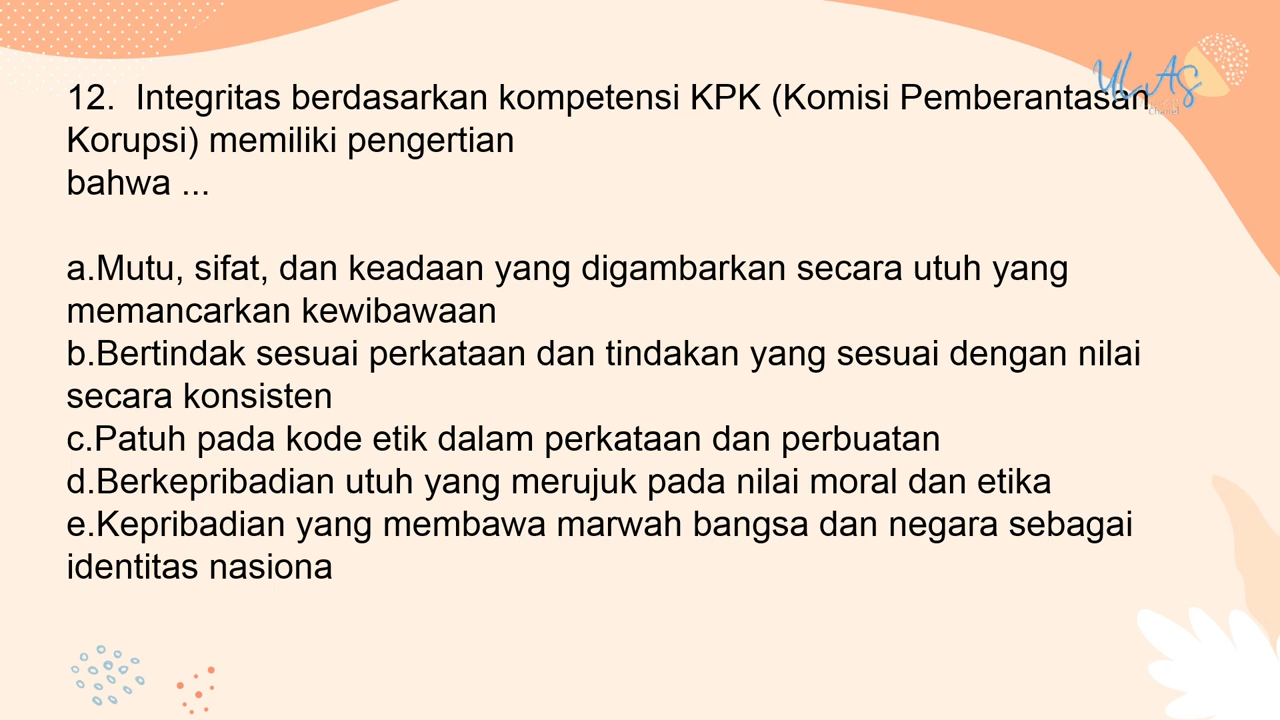 ULAS
Chanel
12. Integritas berdasarkan kompetensi KPK (Komisi Pemberantasan
Korupsi) memiliki pengertian
bahwa ...
a.Mutu, sifat, dan keadaan yang digambarkan secara utuh yang
memancarkan kewibawaan
b.Bertindak sesuai perkataan dan tindakan yang sesuai dengan nilai
secara konsisten
c.Patuh pada kode etik dalam perkataan dan perbuatan
d.Berkepribadian utuh yang merujuk pada nilai moral dan etika
e.Kepribadian yang membawa marwah bangsa dan negara sebagai
identitas nasiona